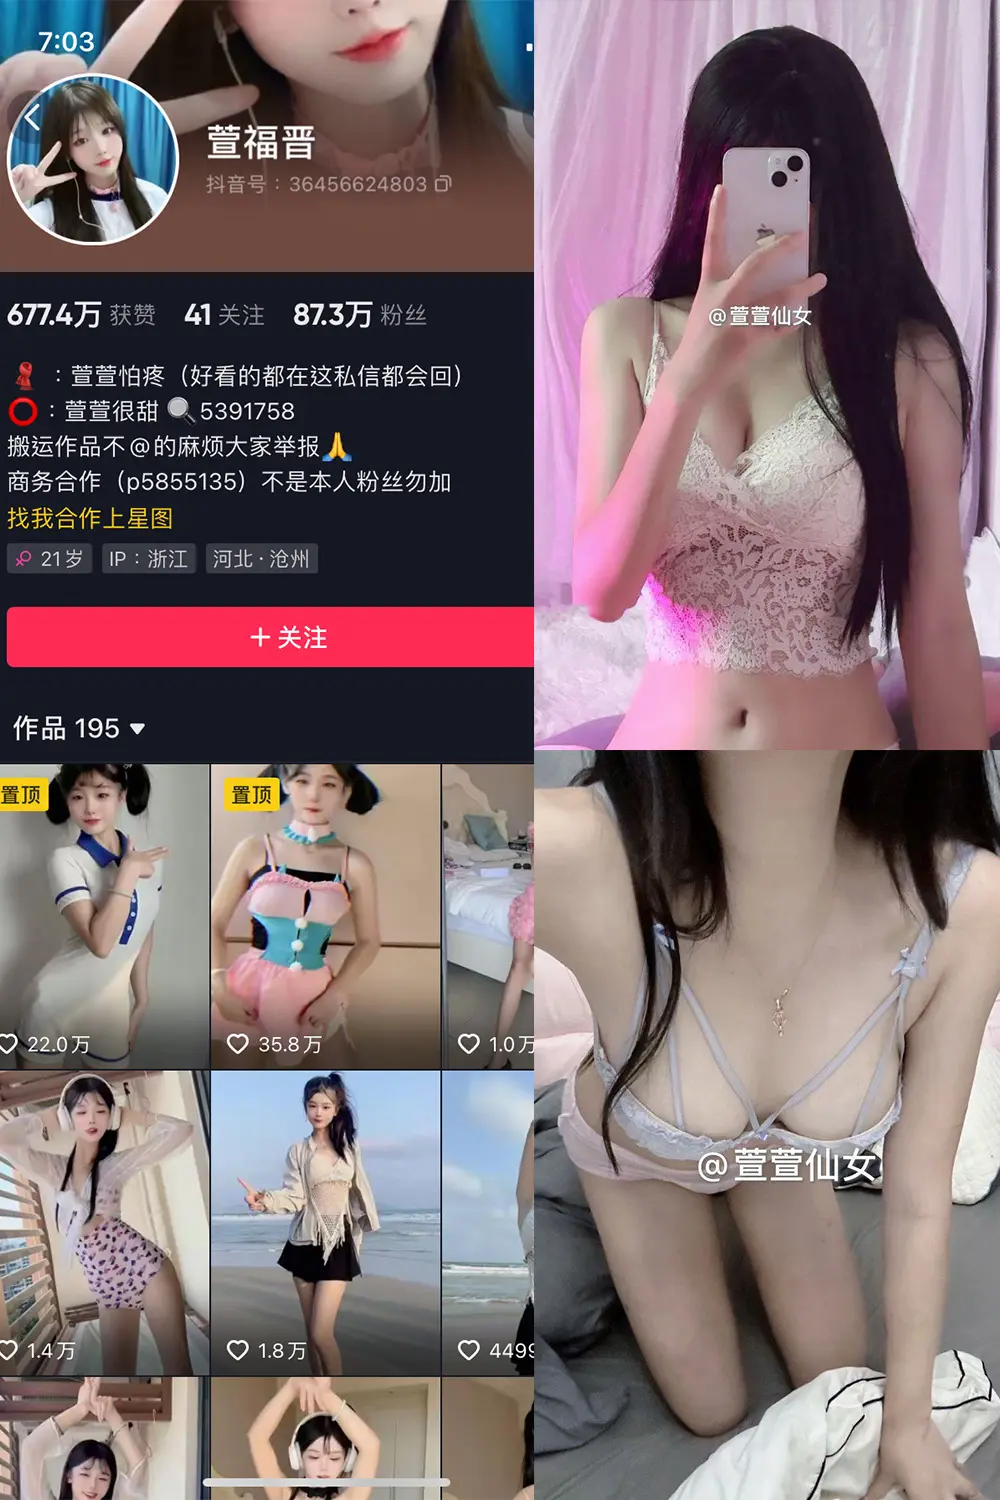 7:03
萱福晋
抖音号：36456624803
677.4万 获赞 41 关注 87.3万 粉丝
：萱萱怕疼（好看的都在这私信都会回）
：萱萱很甜 5391758
搬运作品不@的麻烦大家举报
商务合作（p5855135）不是本人粉丝勿加
找我合作上星图
21岁 IP：浙江 河北·沧州
+关注
作品 195
置顶 置顶
22.0万 35.8万 1.0万
1.4万 1.8万 4499
@萱萱仙女
@萱萱仙女